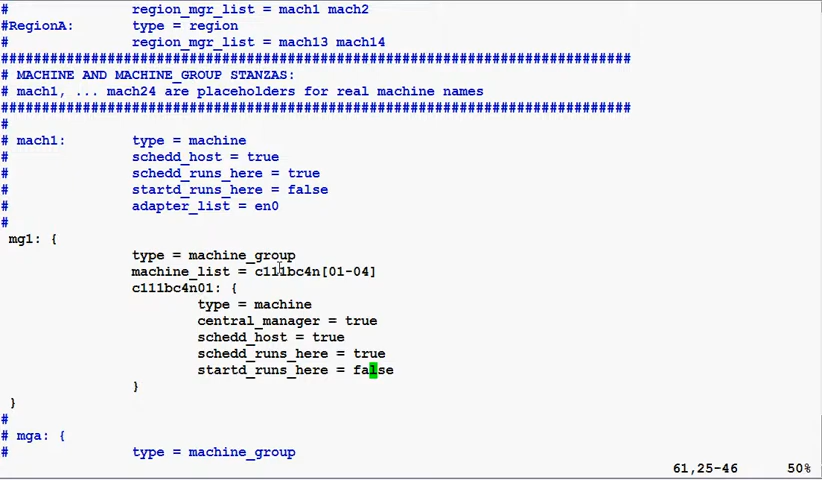 #               region_mgr_list = mach1 mach2
#RegionA:       type = region
#               region_mgr_list = mach13 mach14
################################################################################
# MACHINE AND MACHINE_GROUP STANZAS:
# mach1, ... mach24 are placeholders for real machine names
################################################################################
#
# mach1:        type = machine
#               schedd_host = true
#               schedd_runs_here = true
#               startd_runs_here = false
#               adapter_list = en0
#
 mg1: {
                type = machine_group
                machine_list = c111bc4n[01-04]
                c111bc4n01: {
                        type = machine
                        central_manager = true
                        schedd_host = true
                        schedd_runs_here = true
                        startd_runs_here = false
                }
 }
#
# mga: {
#               type = machine_group
61,25-46      50%